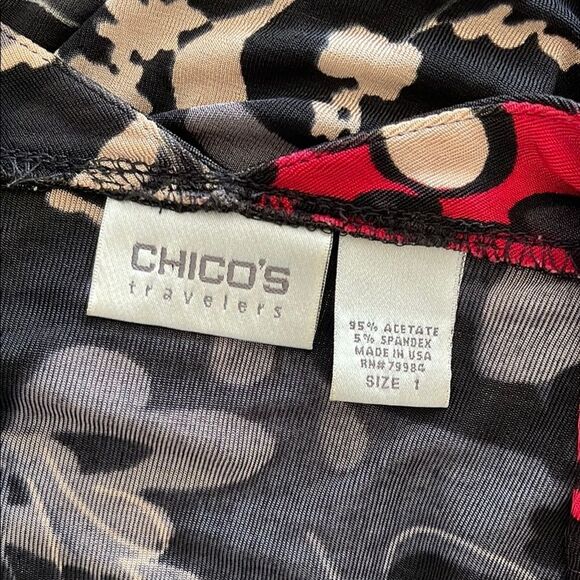 CHICO'S
travelers
95% ACETATE
5% SPANDEX
MADE IN USA
RN# 79984
SIZE 1